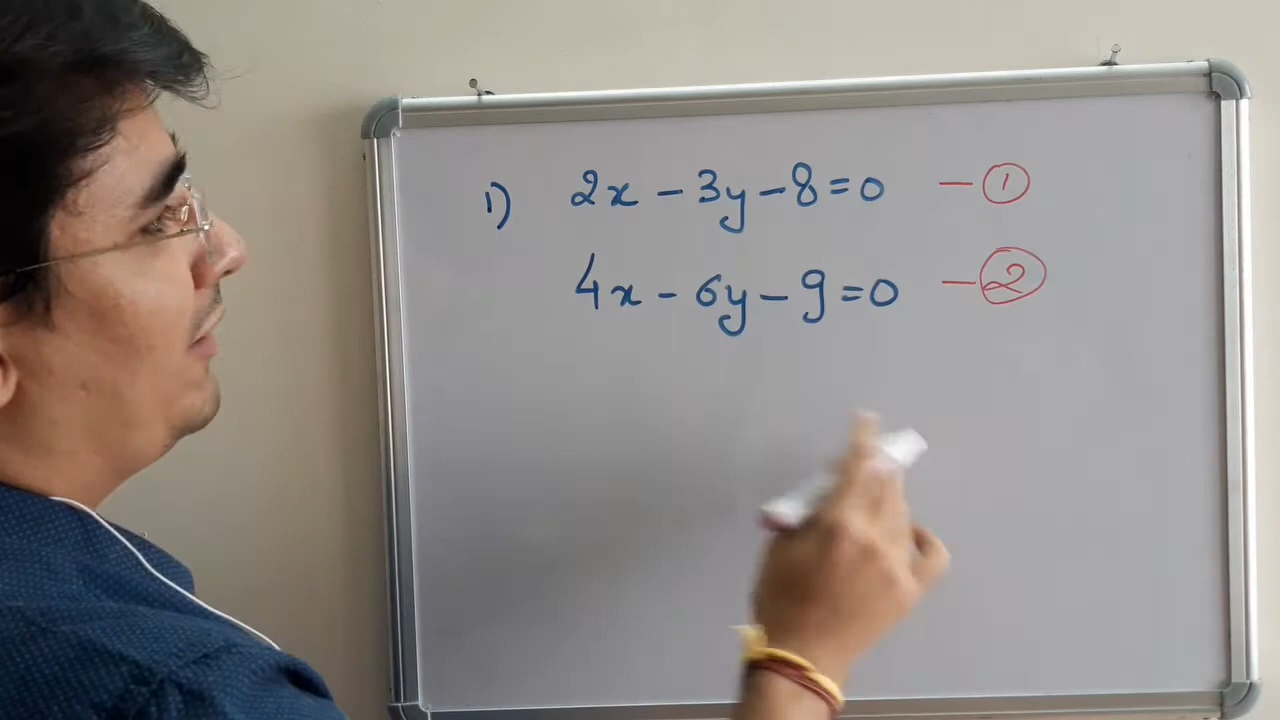 1) 2x - 3y - 8 = 0 - ①
4x - 6y - 9 = 0 - ②